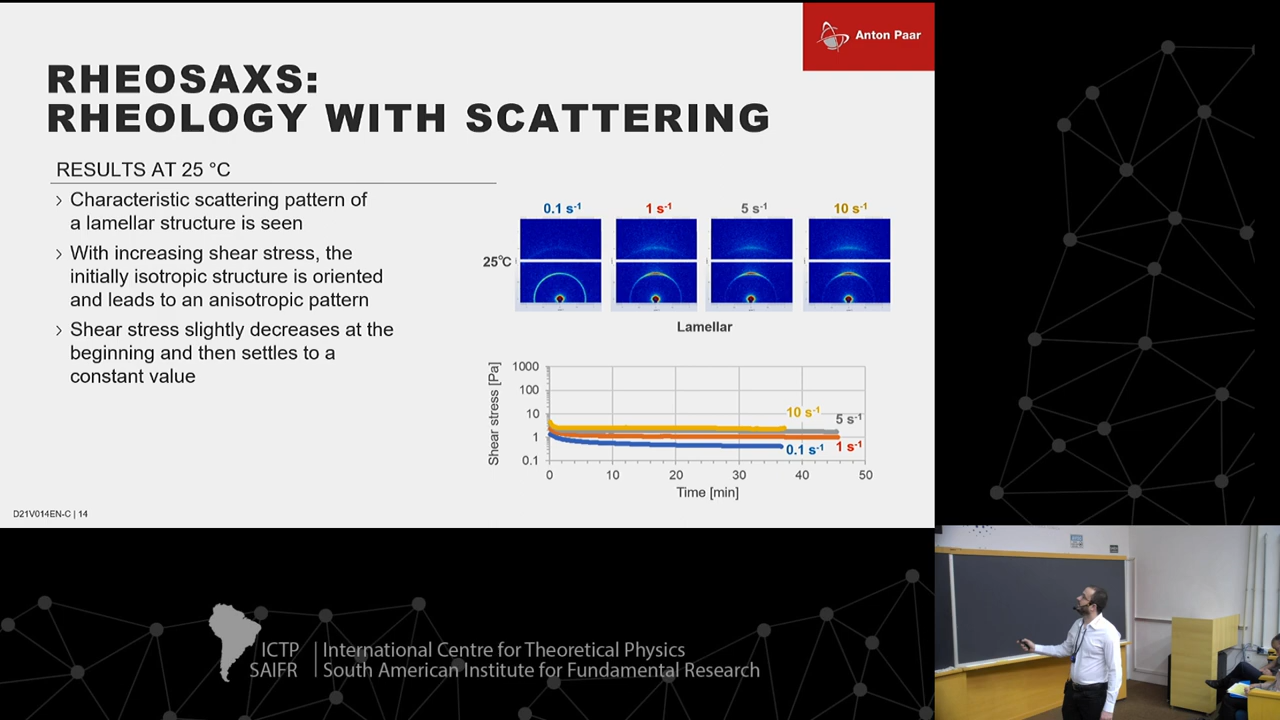 Anton Paar
RHEOSAXS:
RHEOLOGY WITH SCATTERING
RESULTS AT 25 °C
› Characteristic scattering pattern of
a lamellar structure is seen
› With increasing shear stress, the
initially isotropic structure is oriented
and leads to an anisotropic pattern
› Shear stress slightly decreases at the
beginning and then settles to a
constant value
0.1 s-1 1 s-1 5 s-1 10 s-1
25°C
Lamellar
Shear stress [Pa]
1000
100
10
1
0.1
10 s-1
5 s-1
0.1 s-1
1 s-1
0 10 20 30 40 50
Time [min]
D21V014EN-C | 14
ICTP
SAIFR
International Centre for Theoretical Physics
South American Institute for Fundamental Research